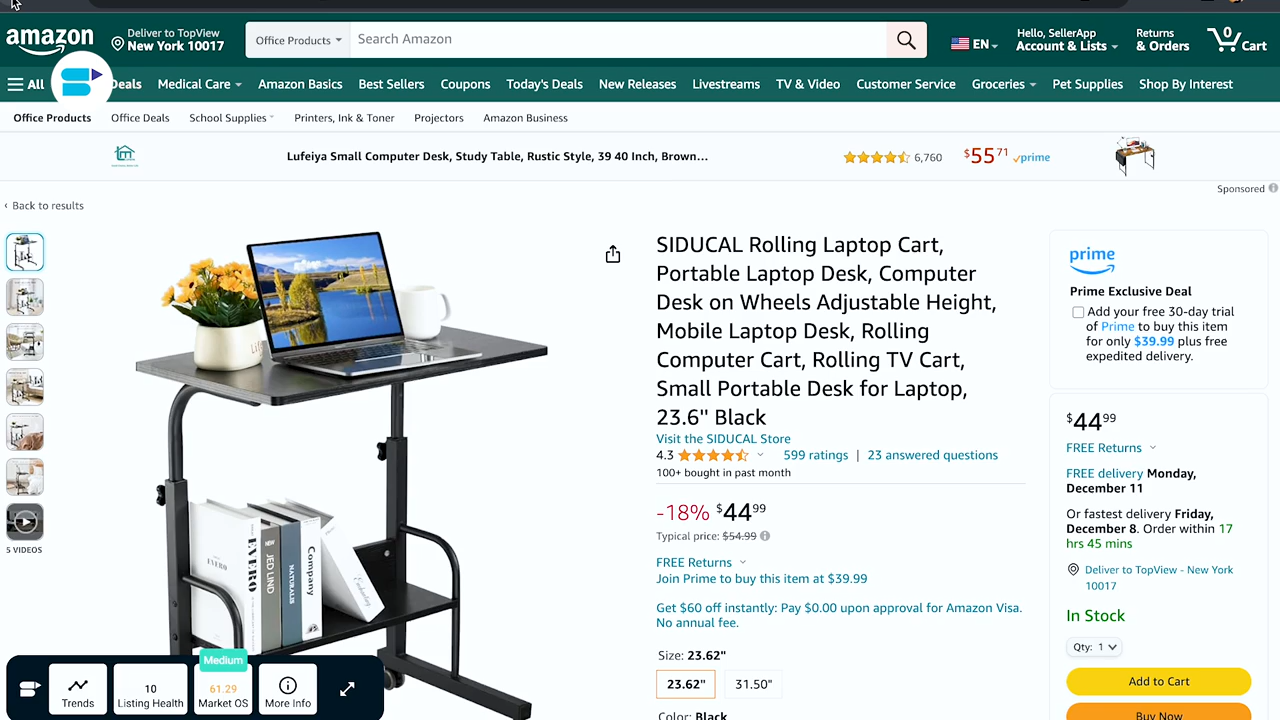 amazon
Deliver to TopView
New York 10017
Office Products
Search Amazon
EN
Hello, SellerApp
Account & Lists
Returns
& Orders
0
Cart
All
Deals
Medical Care
Amazon Basics
Best Sellers
Coupons
Today's Deals
New Releases
Livestreams
TV & Video
Customer Service
Groceries
Pet Supplies
Shop By Interest
Office Products
Office Deals
School Supplies
Printers, Ink & Toner
Projectors
Amazon Business
Lufeiya Small Computer Desk, Study Table, Rustic Style, 39 40 Inch, Brown...
6,760
$55 71
prime
Sponsored
‹ Back to results
5 VIDEOS
NEW
JED LIND
NATURALIS
Company
SIDUCAL Rolling Laptop Cart,
Portable Laptop Desk, Computer
Desk on Wheels Adjustable Height,
Mobile Laptop Desk, Rolling
Computer Cart, Rolling TV Cart,
Small Portable Desk for Laptop,
23.6" Black
Visit the SIDUCAL Store
4.3
599 ratings | 23 answered questions
100+ bought in past month
-18% $44 99
Typical price: $54.99
FREE Returns
Join Prime to buy this item at $39.99
Get $60 off instantly: Pay $0.00 upon approval for Amazon Visa.
No annual fee.
Size: 23.62"
23.62"
31.50"
Color: Black
prime
Prime Exclusive Deal
Add your free 30-day trial
of Prime to buy this item
for only $39.99 plus free
expedited delivery.
$44 99
FREE Returns
FREE delivery Monday,
December 11
Or fastest delivery Friday,
December 8. Order within 17
hrs 45 mins
Deliver to TopView - New York
10017
In Stock
Qty: 1
Add to Cart
Buy Now
Medium
Trends
10
Listing Health
61.29
Market OS
More Info